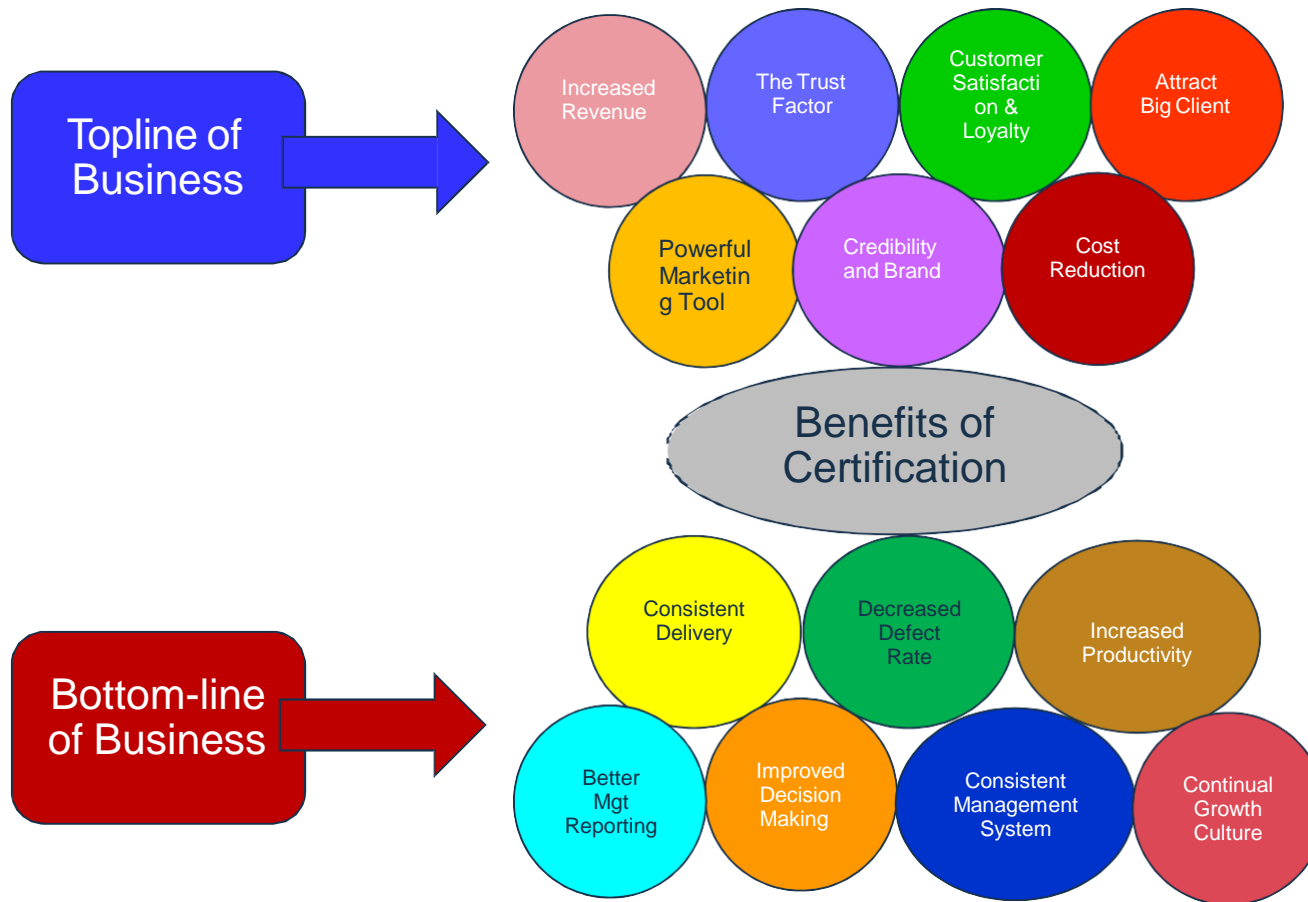 Topline of
Business
Increased
Revenue
The Trust
Factor
Customer
Satisfacti
on &
Loyalty
Attract
Big Client
Powerful
Marketin
g Tool
Credibility
and Brand
Cost
Reduction
Benefits of
Certification
Bottom-line
of Business
Consistent
Delivery
Decreased
Defect
Rate
Increased
Productivity
Better
Mgt
Reporting
Improved
Decision
Making
Consistent
Management
System
Continual
Growth
Culture